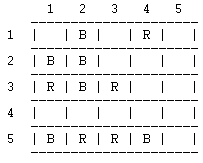 1 2 3 4 5
-----------------------
1 | | B | | R | |
-----------------------
2 | B | B | | | |
-----------------------
3 | R | B | R | | |
-----------------------
4 | | | | | |
-----------------------
5 | B | R | R | B | |
-----------------------